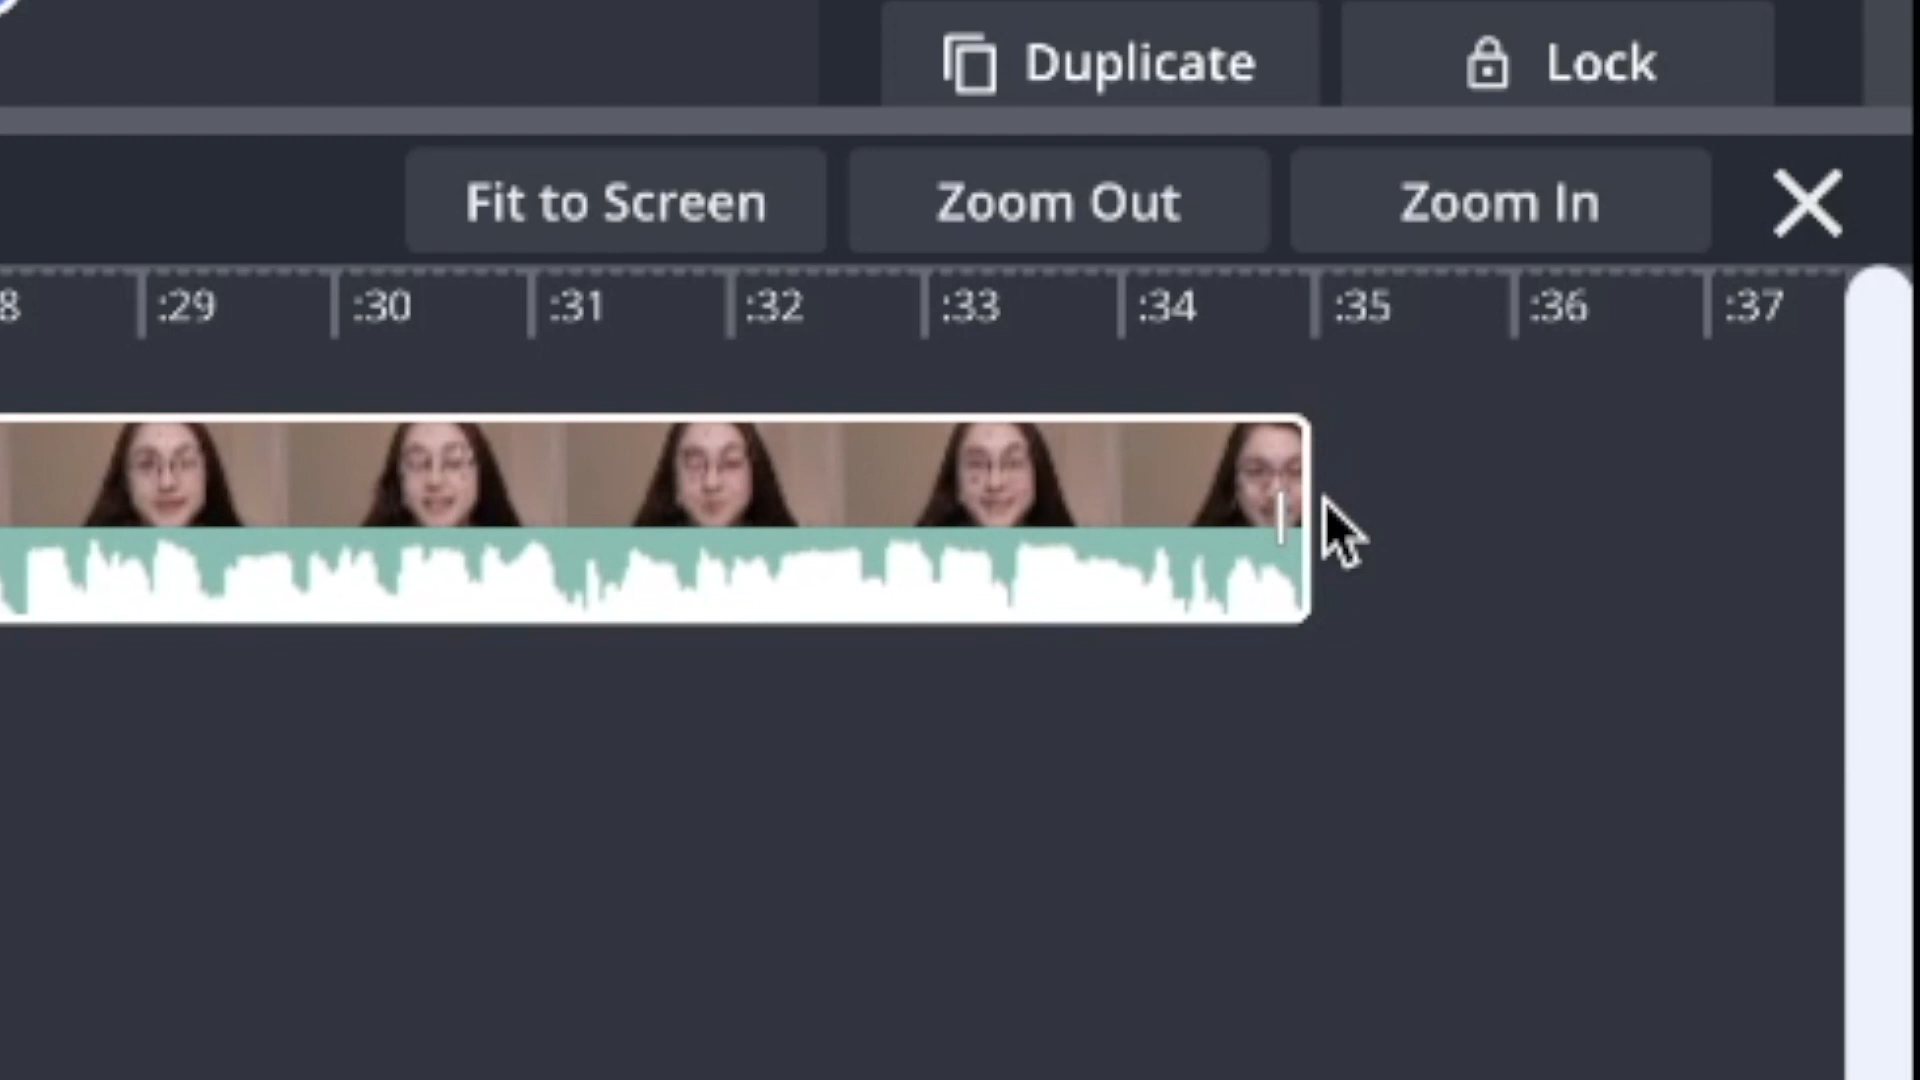 Duplicate Lock
Fit to Screen Zoom Out Zoom In
8 :29 :30 :31 :32 :33 :34 :35 :36 :37